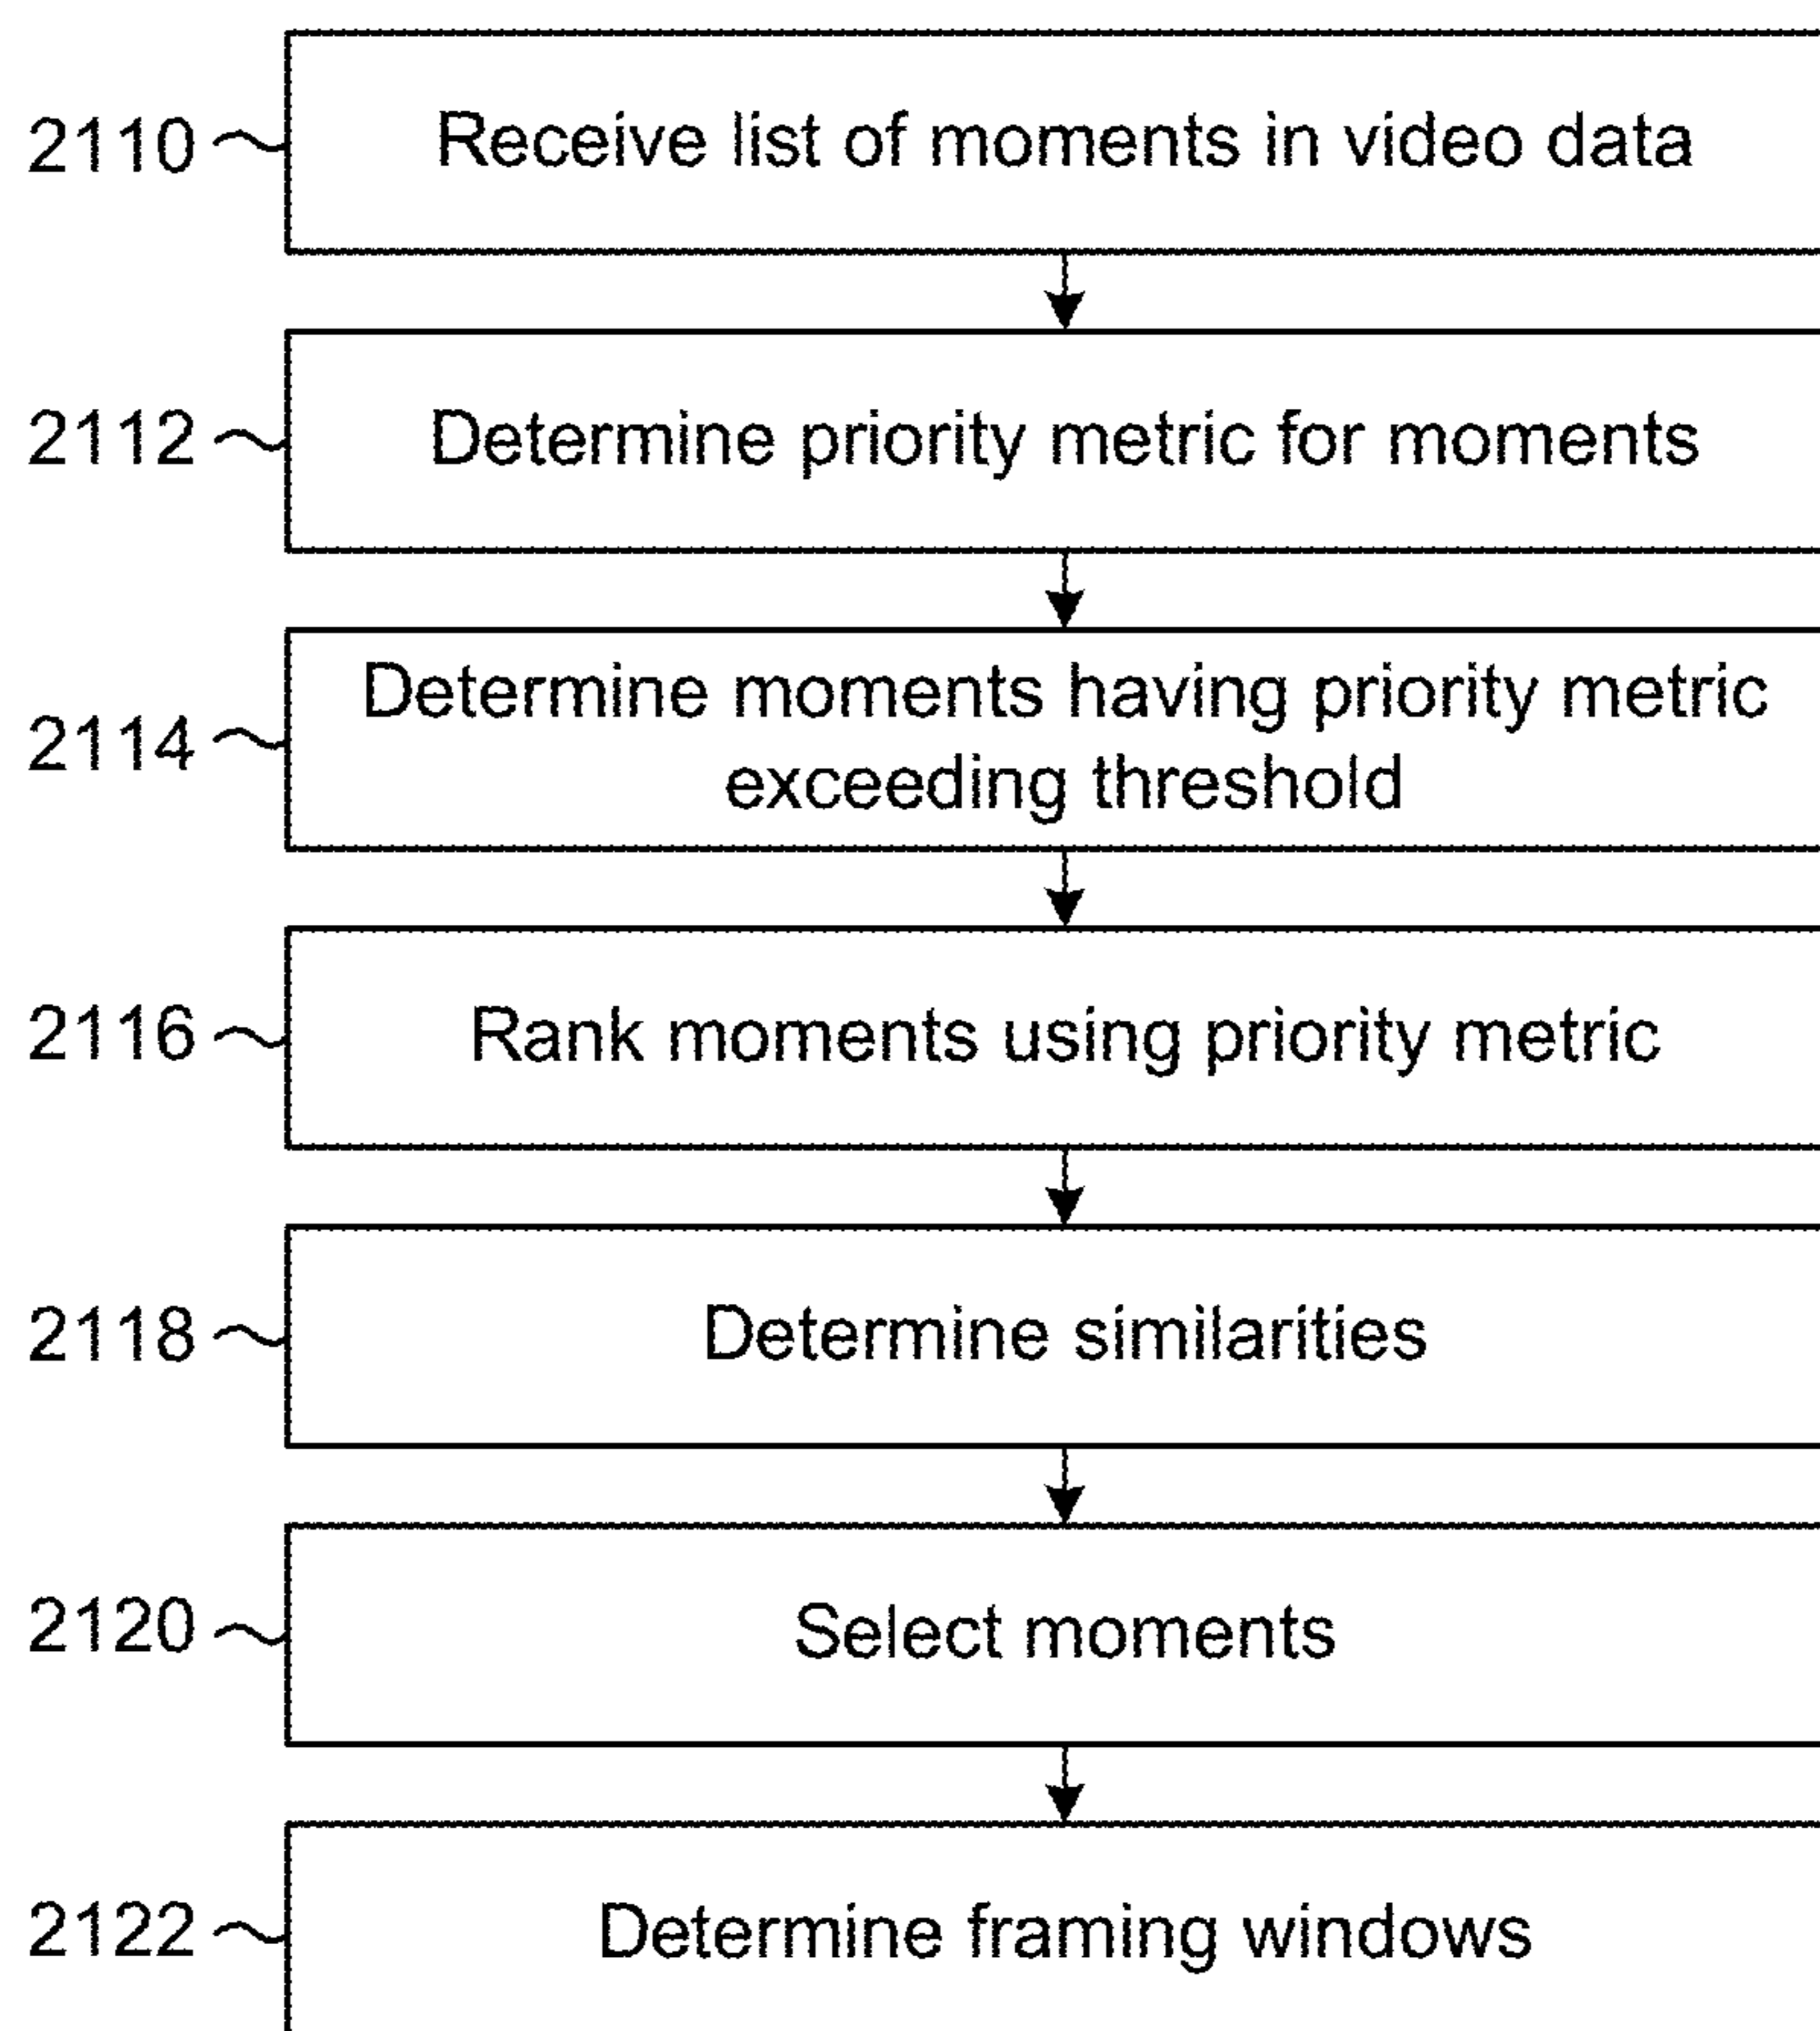 2110 Receive list of moments in video data
2112 Determine priority metric for moments
2114 Determine moments having priority metric
exceeding threshold
2116 Rank moments using priority metric
2118 Determine similarities
2120 Select moments
2122 Determine framing windows